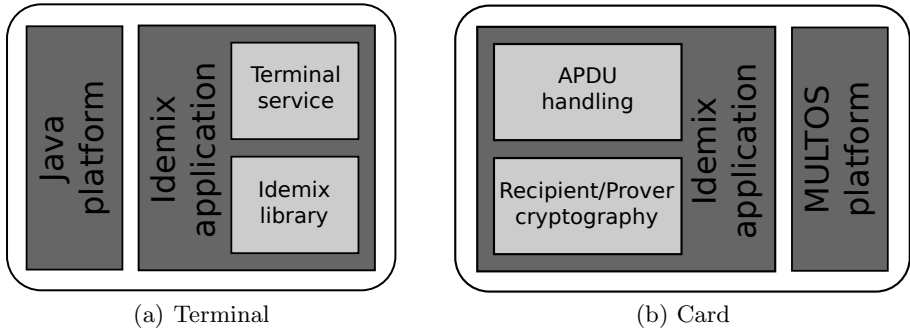 Java
platform
Idemix
application
Terminal
service
Idemix
library
(a) Terminal
APDU
handling
Recipient/Prover
cryptography
Idemix
application
MULTOS
platform
(b) Card